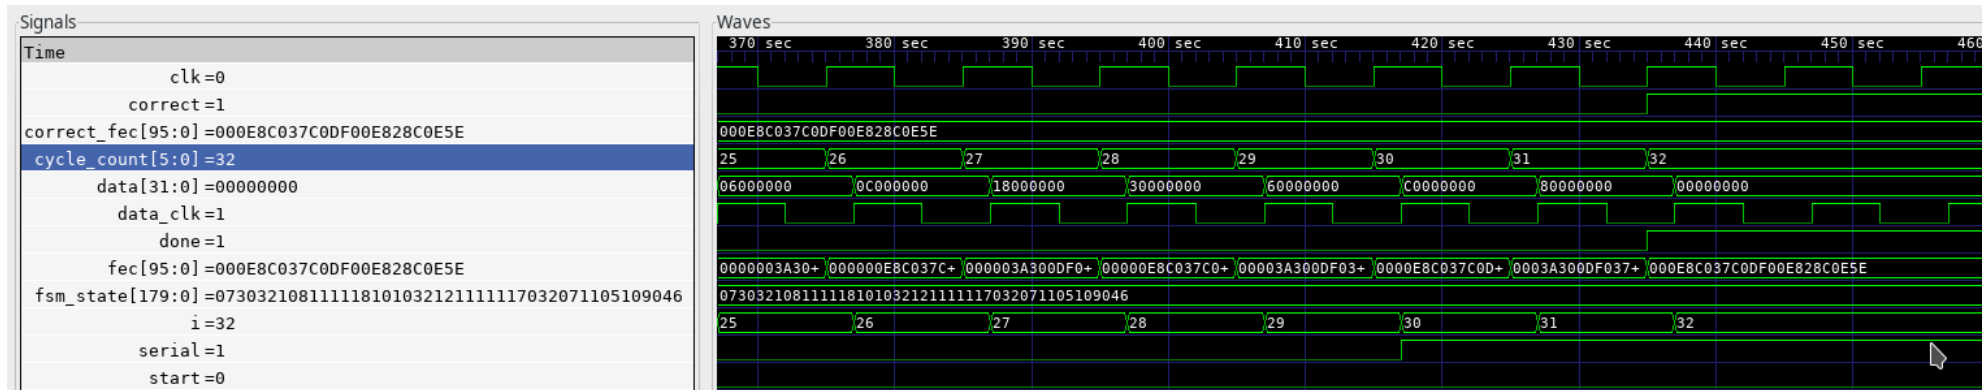 Signals Waves
Time 370 sec 380 sec 390 sec 400 sec 410 sec 420 sec 430 sec 440 sec 450 sec 460
clk=0
correct=1
correct_fec[95:0]=000E8C037C0DF00E828C0E5E 000E8C037C0DF00E828C0E5E
cycle_count[5:0]=32 25 26 27 28 29 30 31 32
data[31:0]=00000000 06000000 0C000000 18000000 30000000 60000000 C0000000 80000000 00000000
data_clk=1
done=1
fec[95:0]=000E8C037C0DF00E828C0E5E 0000003A30+ 000000E8C037C+ 000003A300DF0+ 00000E8C037C0+ 00003A300DF03+ 0000E8C037C0D+ 0003A300DF037+ 000E8C037C0DF00E828C0E5E
fsm_state[179:0]=073032108111118101032121111117032071105109046 073032108111118101032121111117032071105109046
i=32 25 26 27 28 29 30 31 32
serial=1
start=0